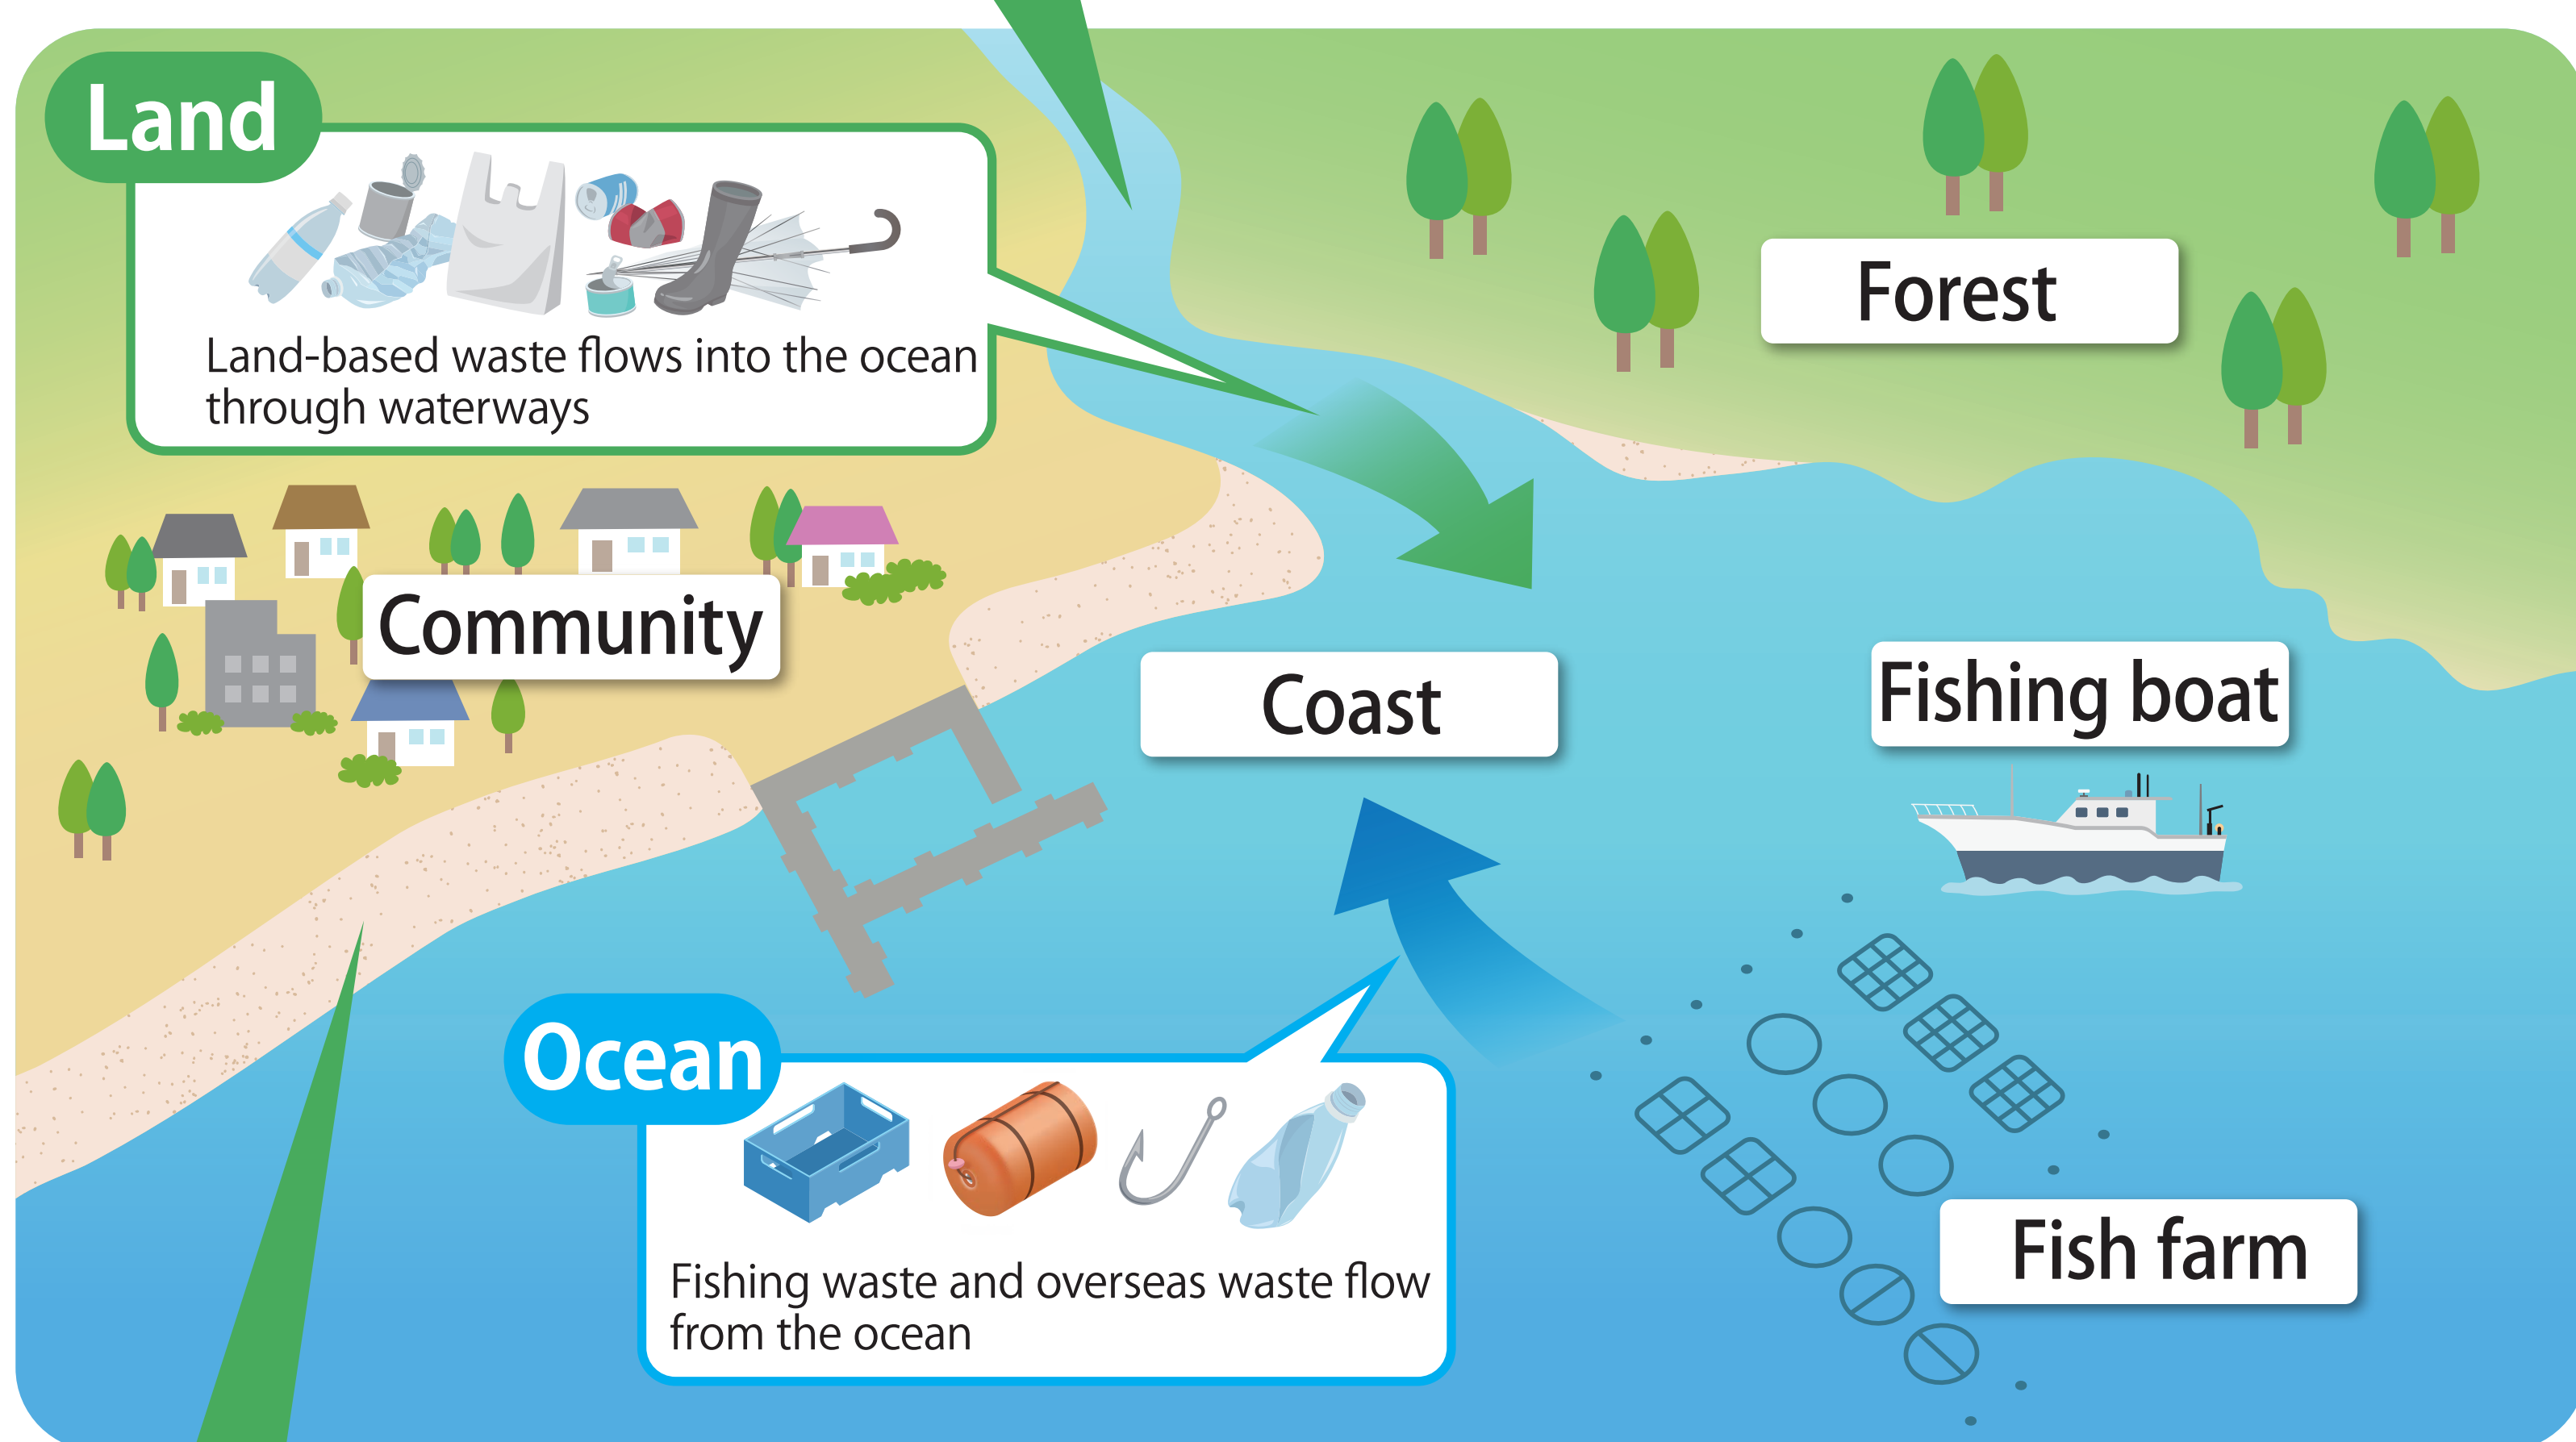 Land
Land-based waste flows into the ocean
through waterways
Forest
Community
Coast
Fishing boat
Ocean
Fishing waste and overseas waste flow
from the ocean
Fish farm